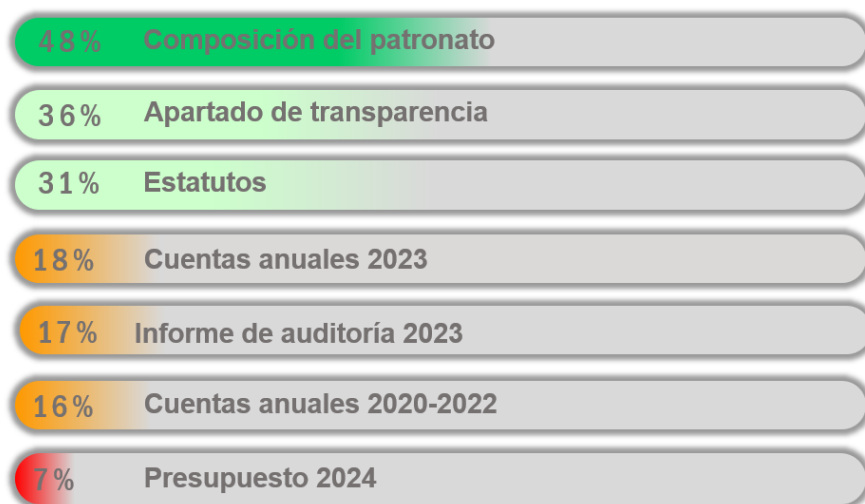 48% Composición del patronato
36% Apartado de transparencia
31% Estatutos
18% Cuentas anuales 2023
17% Informe de auditoría 2023
16% Cuentas anuales 2020-2022
7% Presupuesto 2024